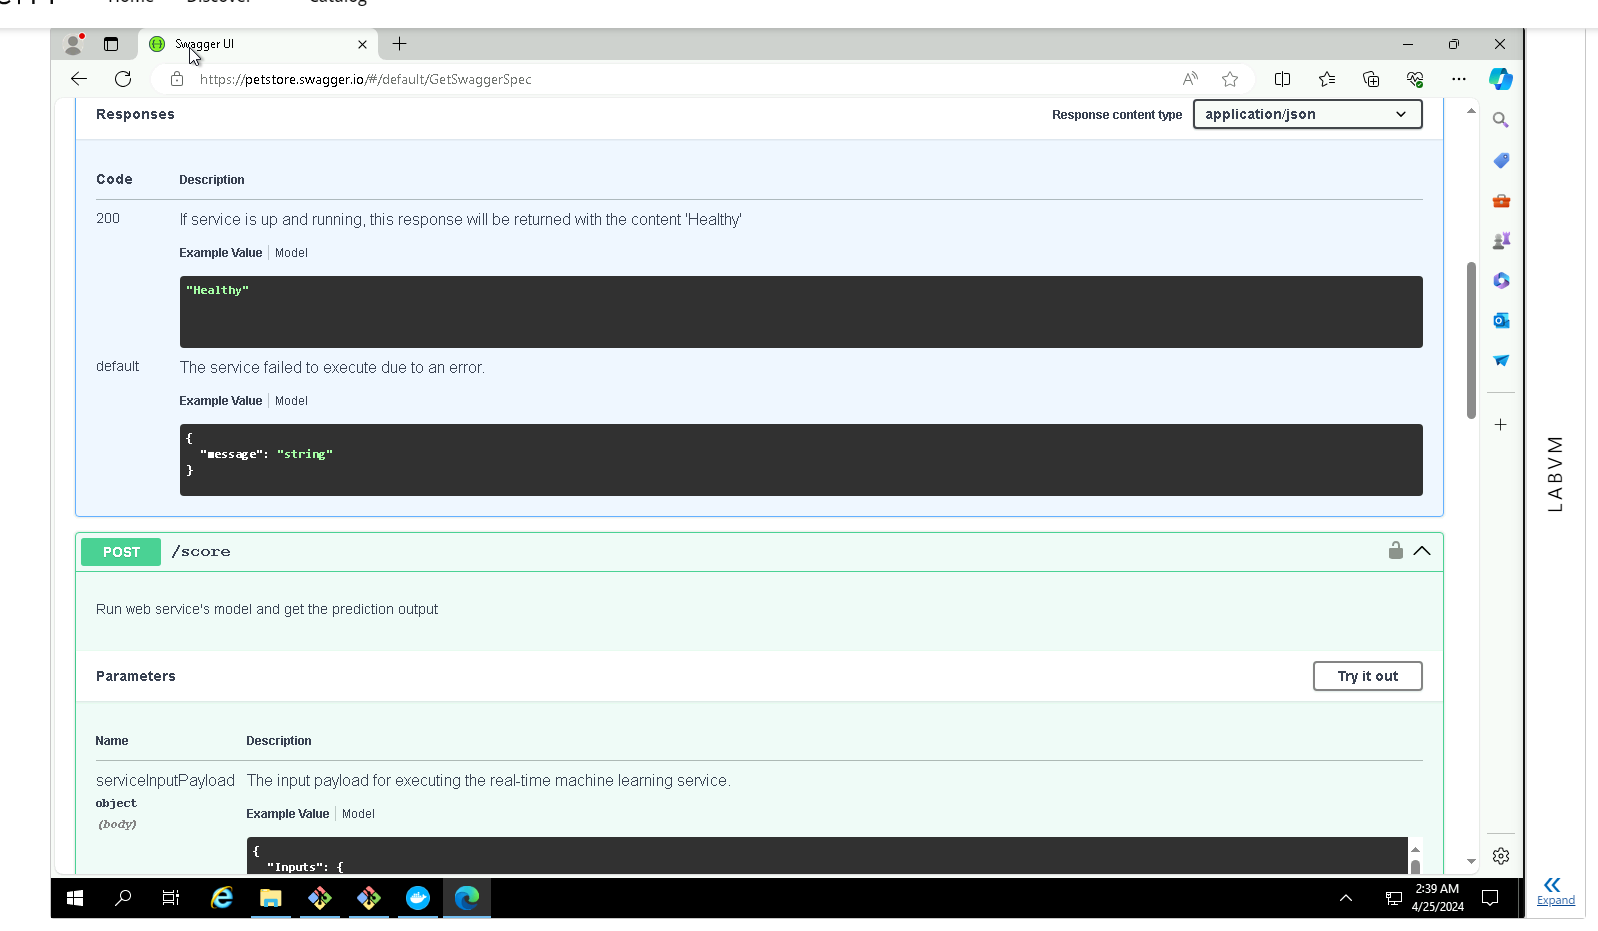 Swagger UI
https://petstore.swagger.io/#/default/GetSwaggerSpec
Responses
Response content type
application/json
Code
Description
200
If service is up and running, this response will be returned with the content 'Healthy'
Example Value
Model
"Healthy"
default
The service failed to execute due to an error.
Example Value
Model
{
"message": "string"
}
POST
/score
Run web service's model and get the prediction output
Parameters
Try it out
Name
Description
serviceInputPayload
The input payload for executing the real-time machine learning service.
object
(body)
Example Value
Model
{
"Inputs": {
2:39 AM
4/25/2024
LABVM
Expand